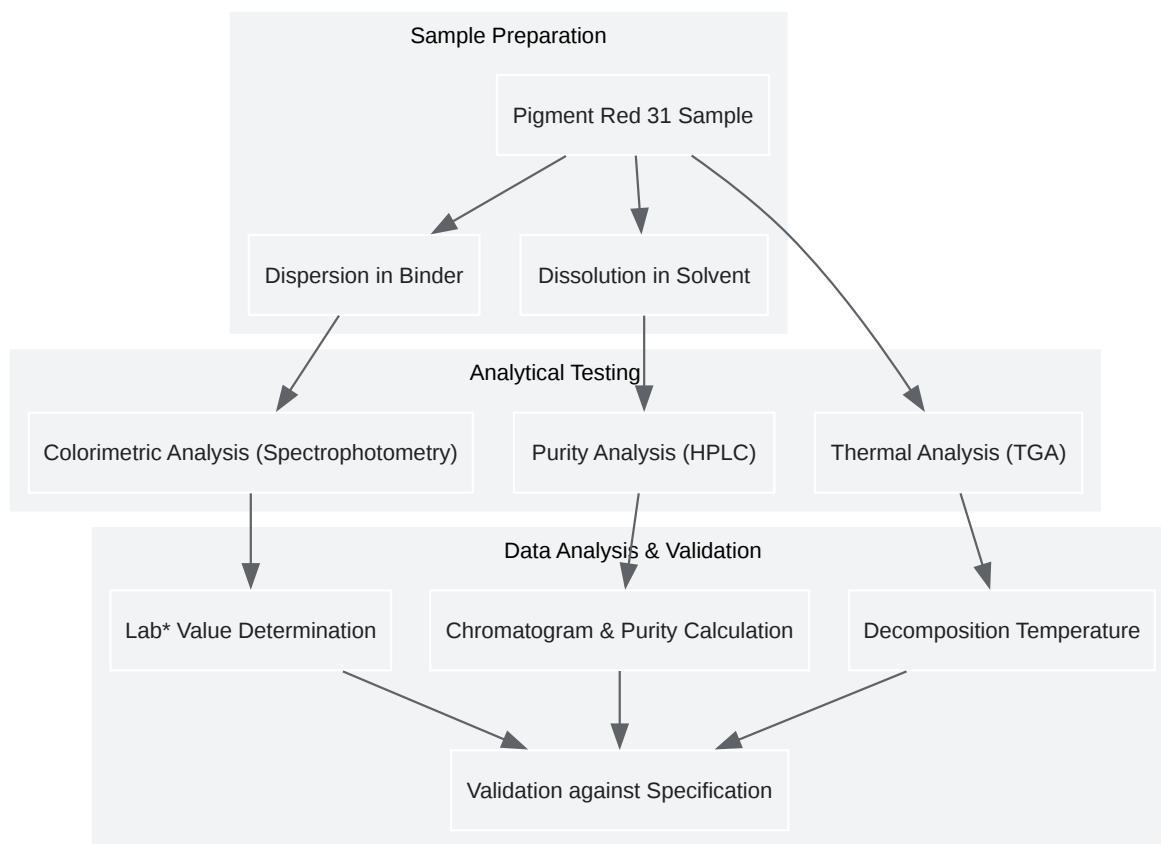 Sample Preparation
Pigment Red 31 Sample
Dispersion in Binder
Dissolution in Solvent
Analytical Testing
Colorimetric Analysis (Spectrophotometry)
Purity Analysis (HPLC)
Thermal Analysis (TGA)
Data Analysis & Validation
Lab* Value Determination
Chromatogram & Purity Calculation
Decomposition Temperature
Validation against Specification